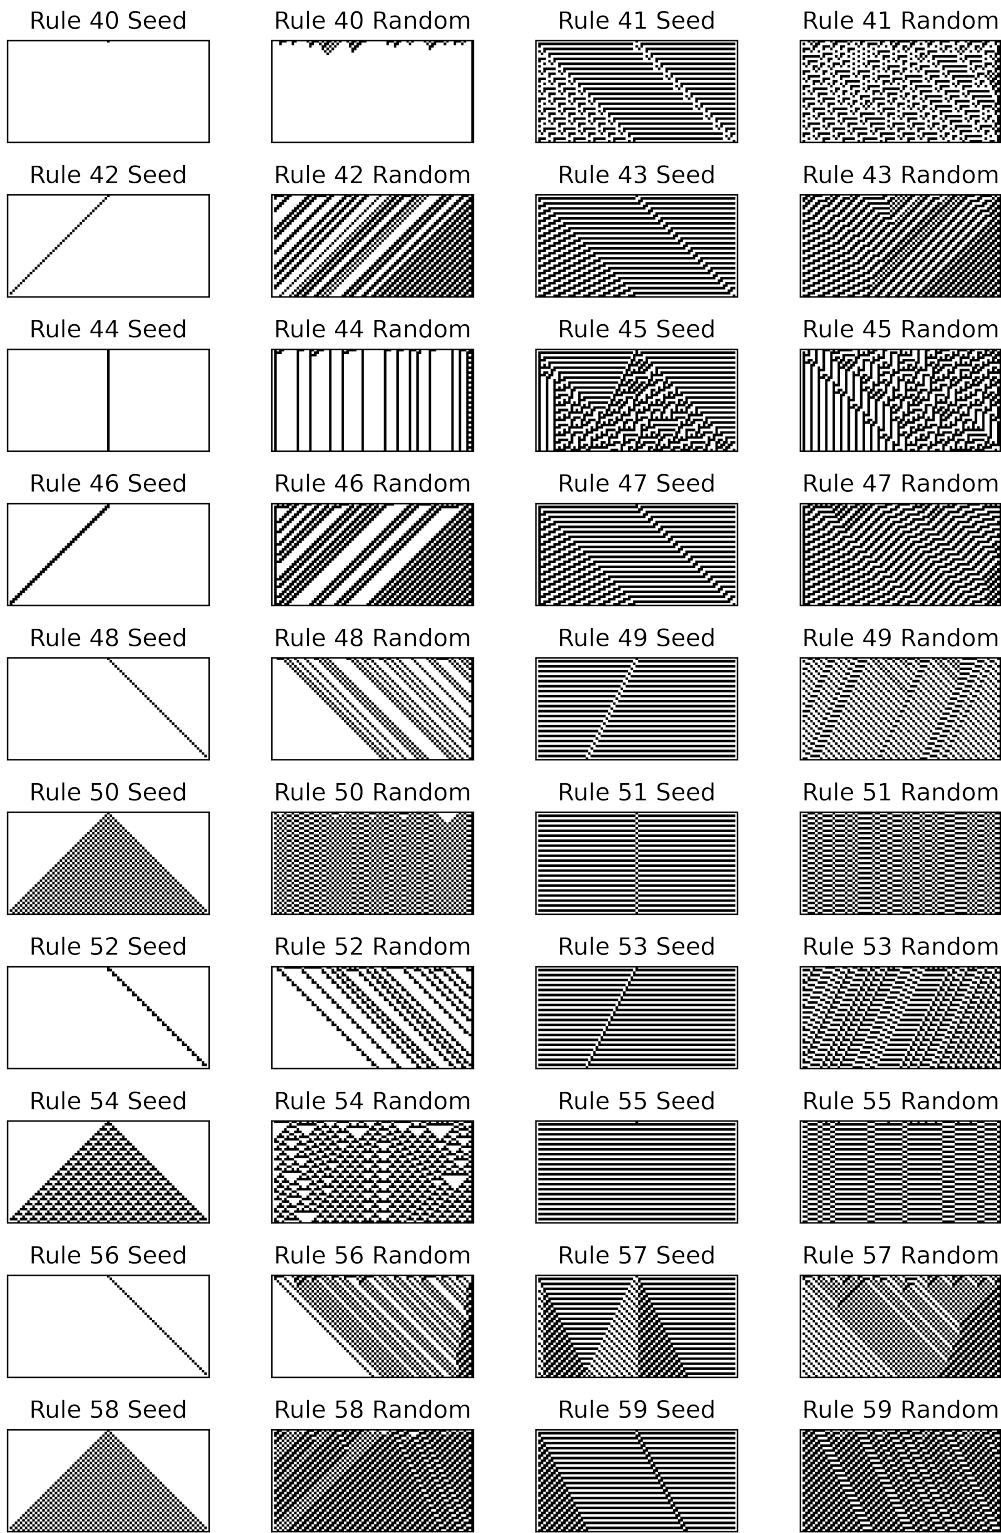 Rule 40 Seed
Rule 40 Random
Rule 41 Seed
Rule 41 Random
Rule 42 Seed
Rule 42 Random
Rule 43 Seed
Rule 43 Random
Rule 44 Seed
Rule 44 Random
Rule 45 Seed
Rule 45 Random
Rule 46 Seed
Rule 46 Random
Rule 47 Seed
Rule 47 Random
Rule 48 Seed
Rule 48 Random
Rule 49 Seed
Rule 49 Random
Rule 50 Seed
Rule 50 Random
Rule 51 Seed
Rule 51 Random
Rule 52 Seed
Rule 52 Random
Rule 53 Seed
Rule 53 Random
Rule 54 Seed
Rule 54 Random
Rule 55 Seed
Rule 55 Random
Rule 56 Seed
Rule 56 Random
Rule 57 Seed
Rule 57 Random
Rule 58 Seed
Rule 58 Random
Rule 59 Seed
Rule 59 Random